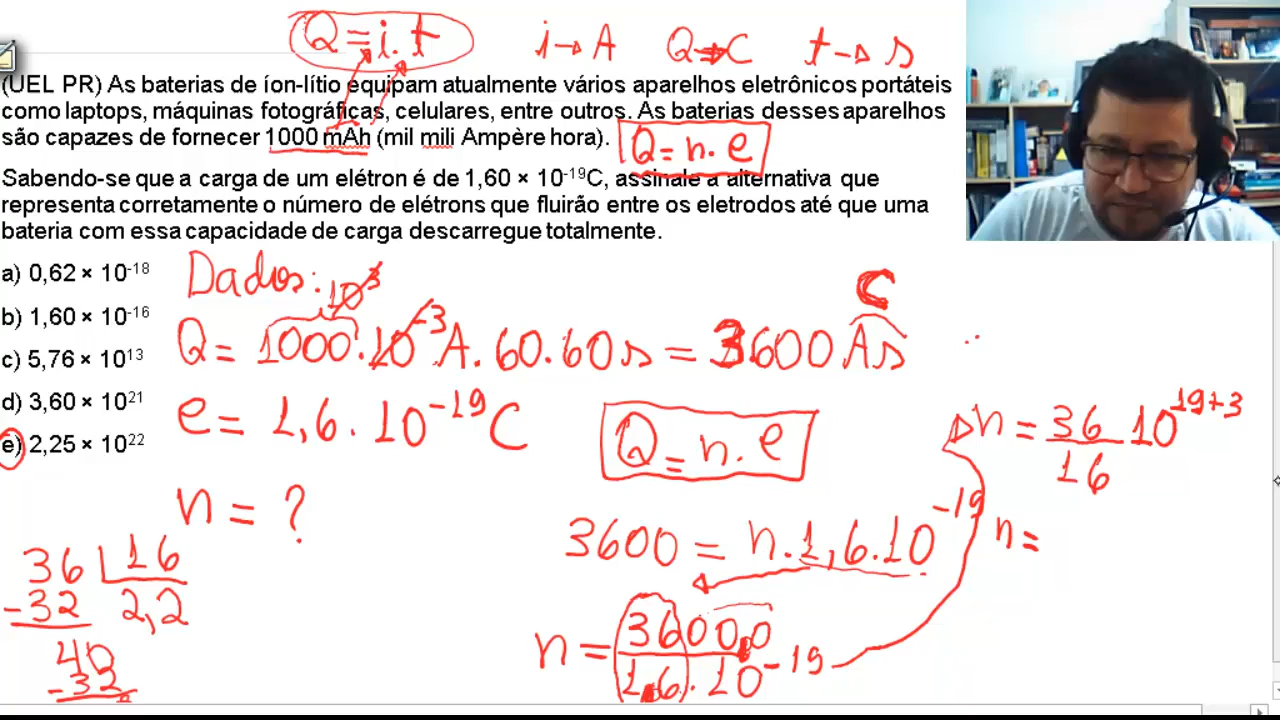 Q = i. t
i → A
Q → C
t → s
(UEL PR) As baterias de íon-lítio equipam atualmente vários aparelhos eletrônicos portáteis
como laptops, máquinas fotográficas, celulares, entre outros. As baterias desses aparelhos
são capazes de fornecer 1000 mAh (mil mili Ampère hora).
Q = n. e
Sabendo-se que a carga de um elétron é de 1,60 × 10⁻¹⁹C, assinale a alternativa que
representa corretamente o número de elétrons que fluirão entre os eletrodos até que uma
bateria com essa capacidade de carga descarregue totalmente.
a) 0,62 × 10⁻¹⁸
b) 1,60 × 10⁻¹⁶
c) 5,76 × 10¹³
d) 3,60 × 10²¹
e) 2,25 × 10²²
Dados:
10³
C
Q = 1000.10⁻³A.60.60s = 3600 As
e = 1,6.10⁻¹⁹C
n = ?
Q = n. e
3600 = n.1,6.10⁻¹⁹
n = 3600,0
1,6.10⁻¹⁹
n = 36 10¹⁹⁺³
16
n =
36 16
-32 2,2
40
-32